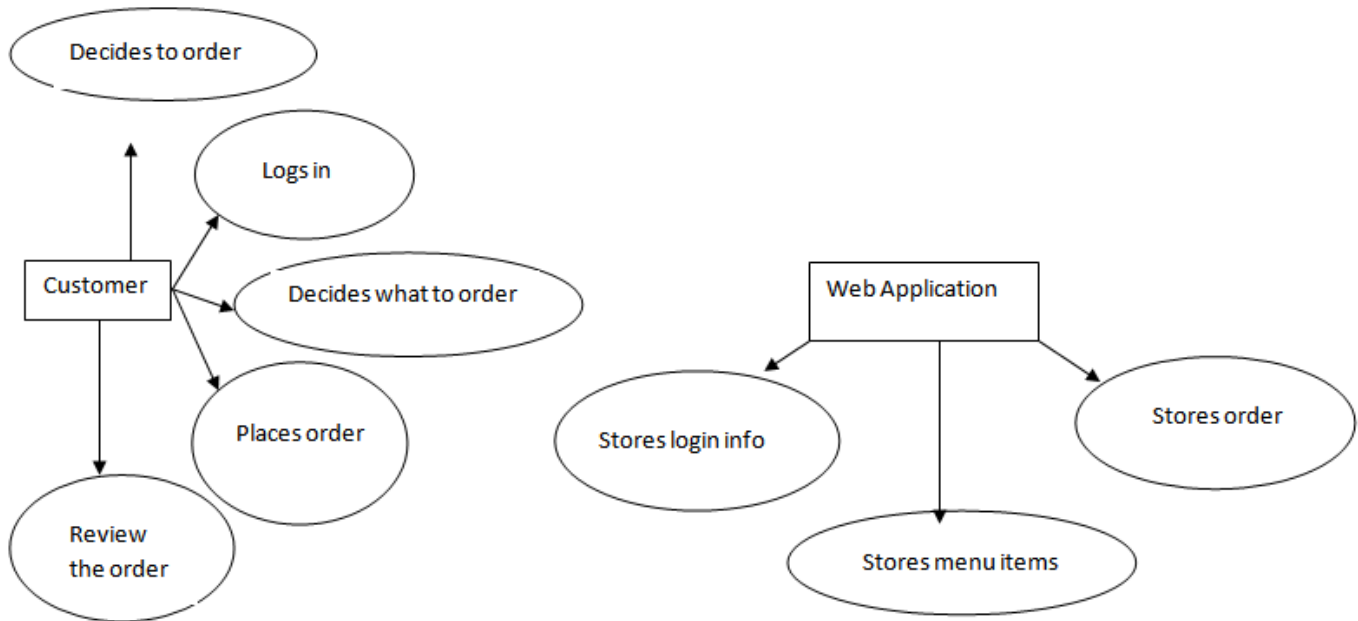 Decides to order
Logs in
Customer
Decides what to order
Places order
Review
the order
Web Application
Stores login info
Stores order
Stores menu items